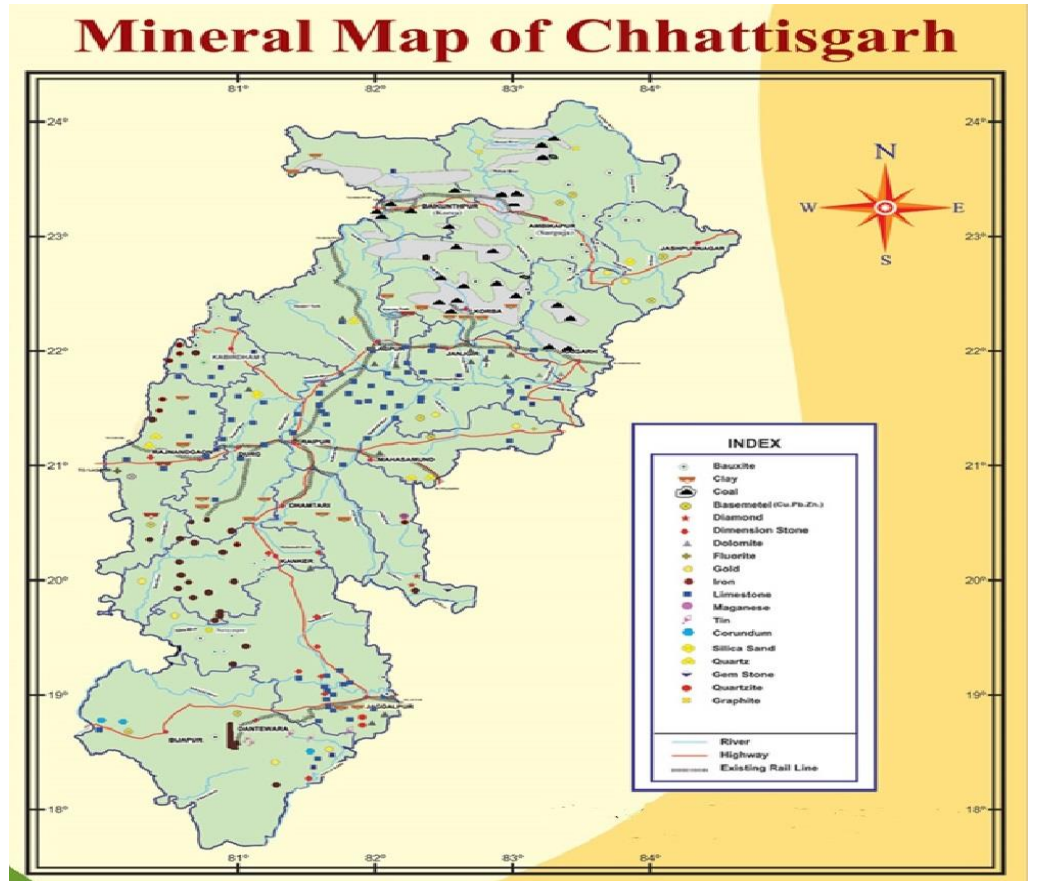 Mineral Map of Chhattisgarh
81° 82° 83° 84°
24° 24°
N
W E
S
BAIKUNTHPUR
(Korea)
AMBIKAPUR
(Surguja)
23° 23°
JASHPURNAGAR
KORBA
22° 22°
KABIRDHAM
JANJGIR
RAIPUR
RAJNANDGAON
DURG
MAHASAMUND
21° 21°
DHAMTARI
KANKER
20° 20°
19° 19°
JAGDALPUR
DANTEWARA
BIJAPUR
18° 18°
81° 82° 83° 84°
INDEX
Bauxite
Clay
Coal
Basemetel (Cu.Pb.Zn.)
Diamond
Dimension Stone
Dolomite
Fluorite
Gold
Iron
Limestone
Maganese
Tin
Corundum
Silica Sand
Quartz
Gem Stone
Quartzite
Graphite
River
Highway
Existing Rail Line